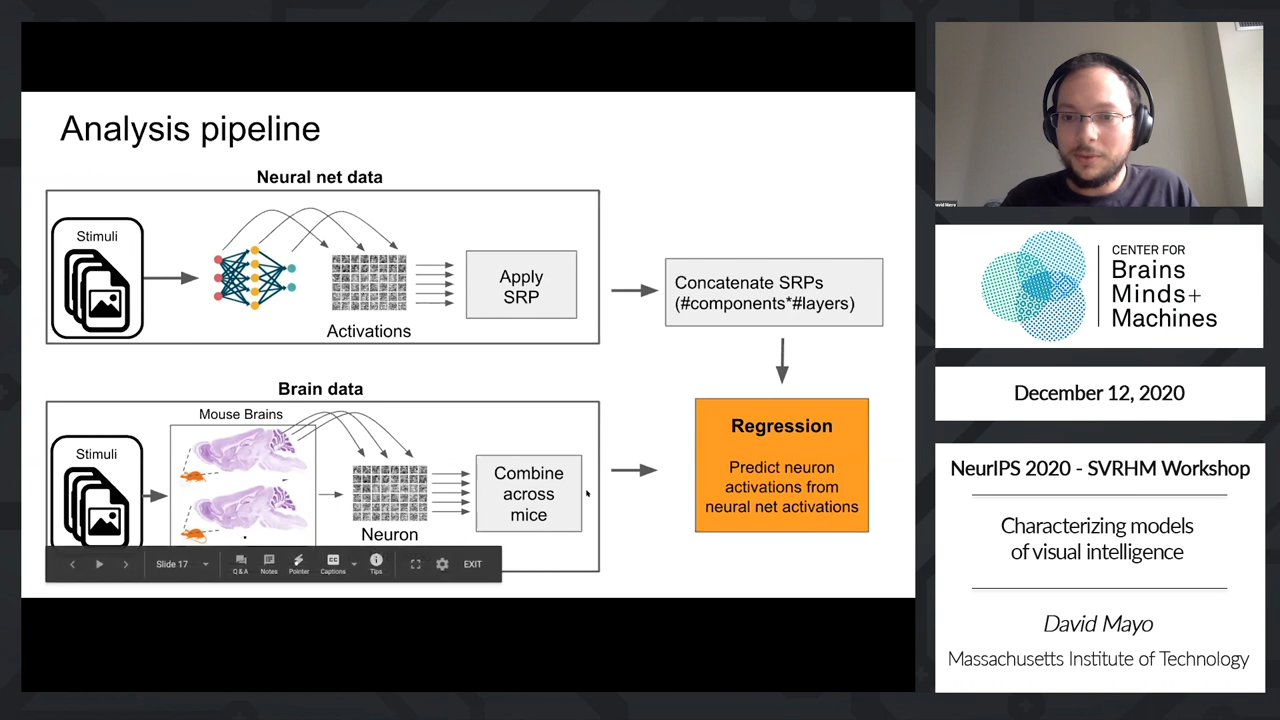 Analysis pipeline
Neural net data
Stimuli
Activations
Apply
SRP
Concatenate SRPs
(#components*#layers)
Brain data
Stimuli
Mouse Brains
Neuron
Combine
across
mice
Regression
Predict neuron
activations from
neural net activations
Slide 17
Q & A
Notes
Pointer
Captions
Tips
EXIT
David Mayo
CENTER FOR
Brains
Minds+
Machines
December 12, 2020
NeurIPS 2020 - SVRHM Workshop
Characterizing models
of visual intelligence
David Mayo
Massachusetts Institute of Technology